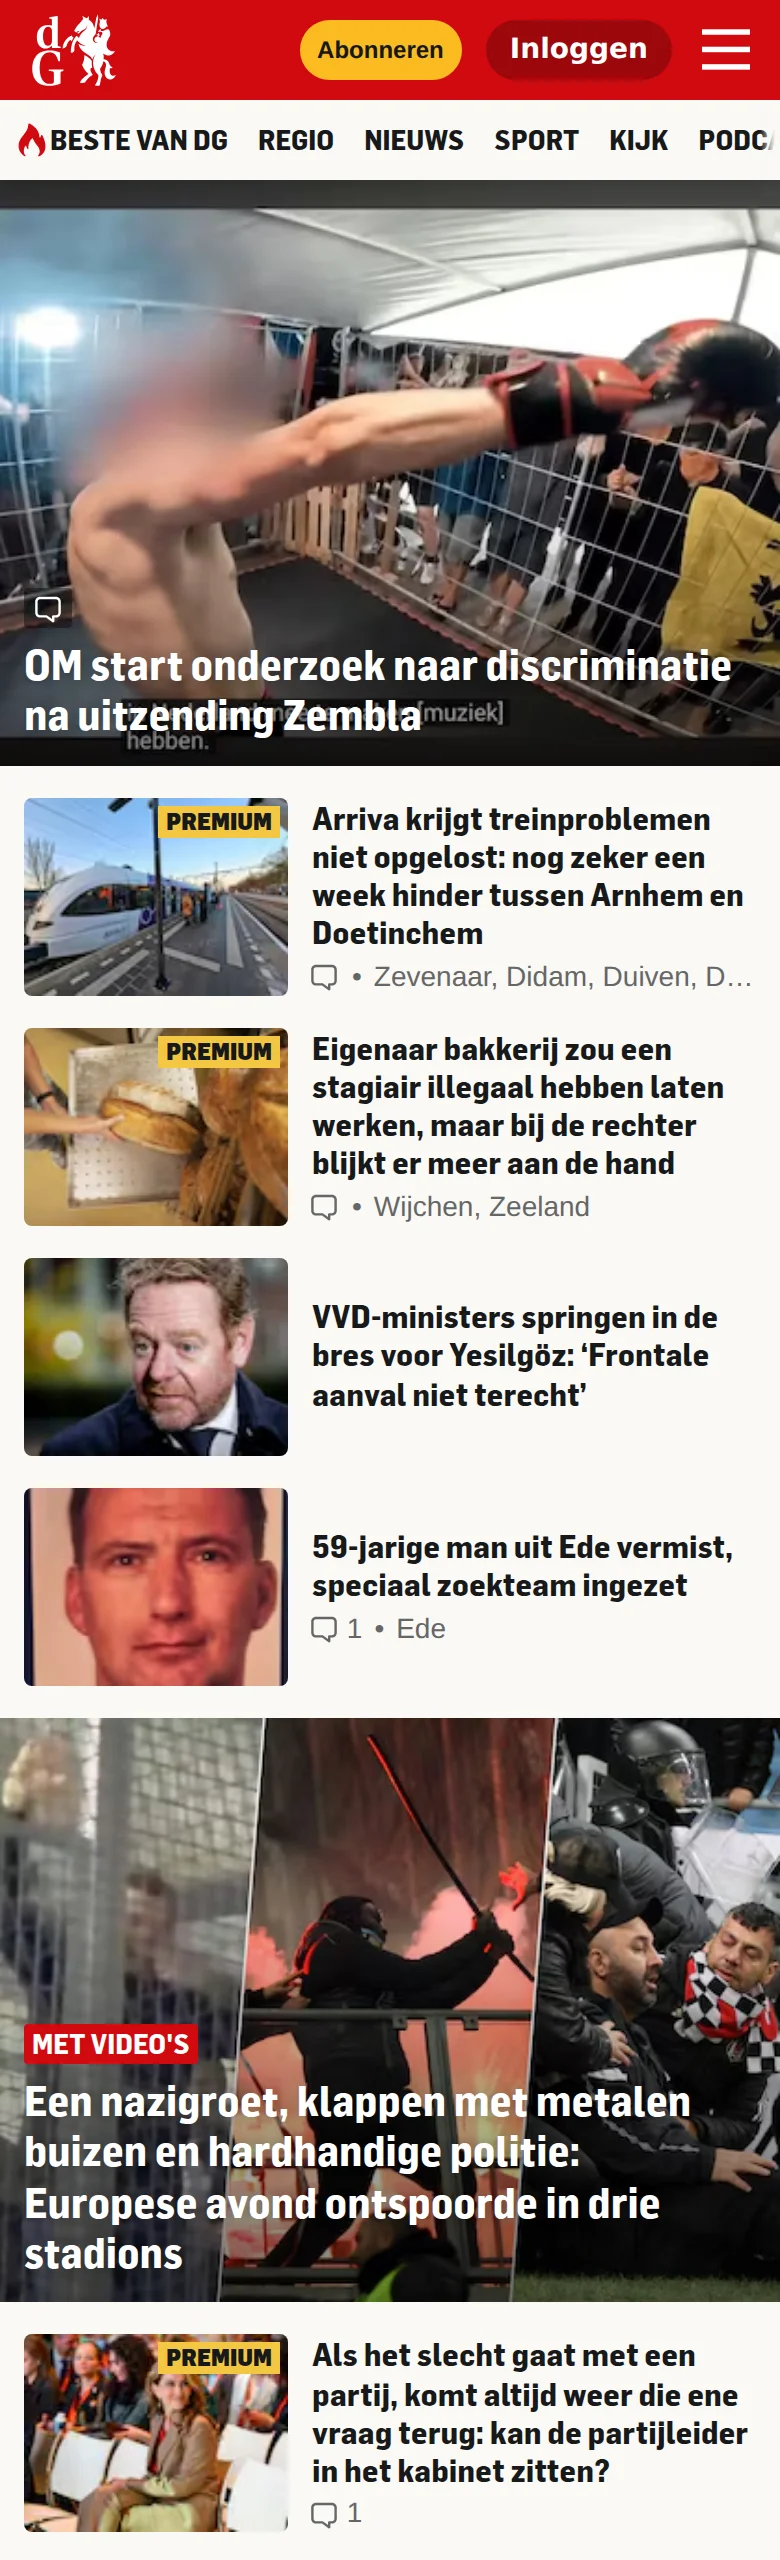 dG
Abonneren
Inloggen
BESTE VAN DG REGIO NIEUWS SPORT KIJK PODCA
[muziek]
hebben.
OM start onderzoek naar discriminatie
na uitzending Zembla
PREMIUM
Arriva krijgt treinproblemen
niet opgelost: nog zeker een
week hinder tussen Arnhem en
Doetinchem
• Zevenaar, Didam, Duiven, D...
PREMIUM
Eigenaar bakkerij zou een
stagiair illegaal hebben laten
werken, maar bij de rechter
blijkt er meer aan de hand
• Wijchen, Zeeland
VVD-ministers springen in de
bres voor Yesilgöz: ‘Frontale
aanval niet terecht’
59-jarige man uit Ede vermist,
speciaal zoekteam ingezet
1 • Ede
MET VIDEO'S
Een nazigroet, klappen met metalen
buizen en hardhandige politie:
Europese avond ontspoorde in drie
stadions
PREMIUM
Als het slecht gaat met een
partij, komt altijd weer die ene
vraag terug: kan de partijleider
in het kabinet zitten?
1